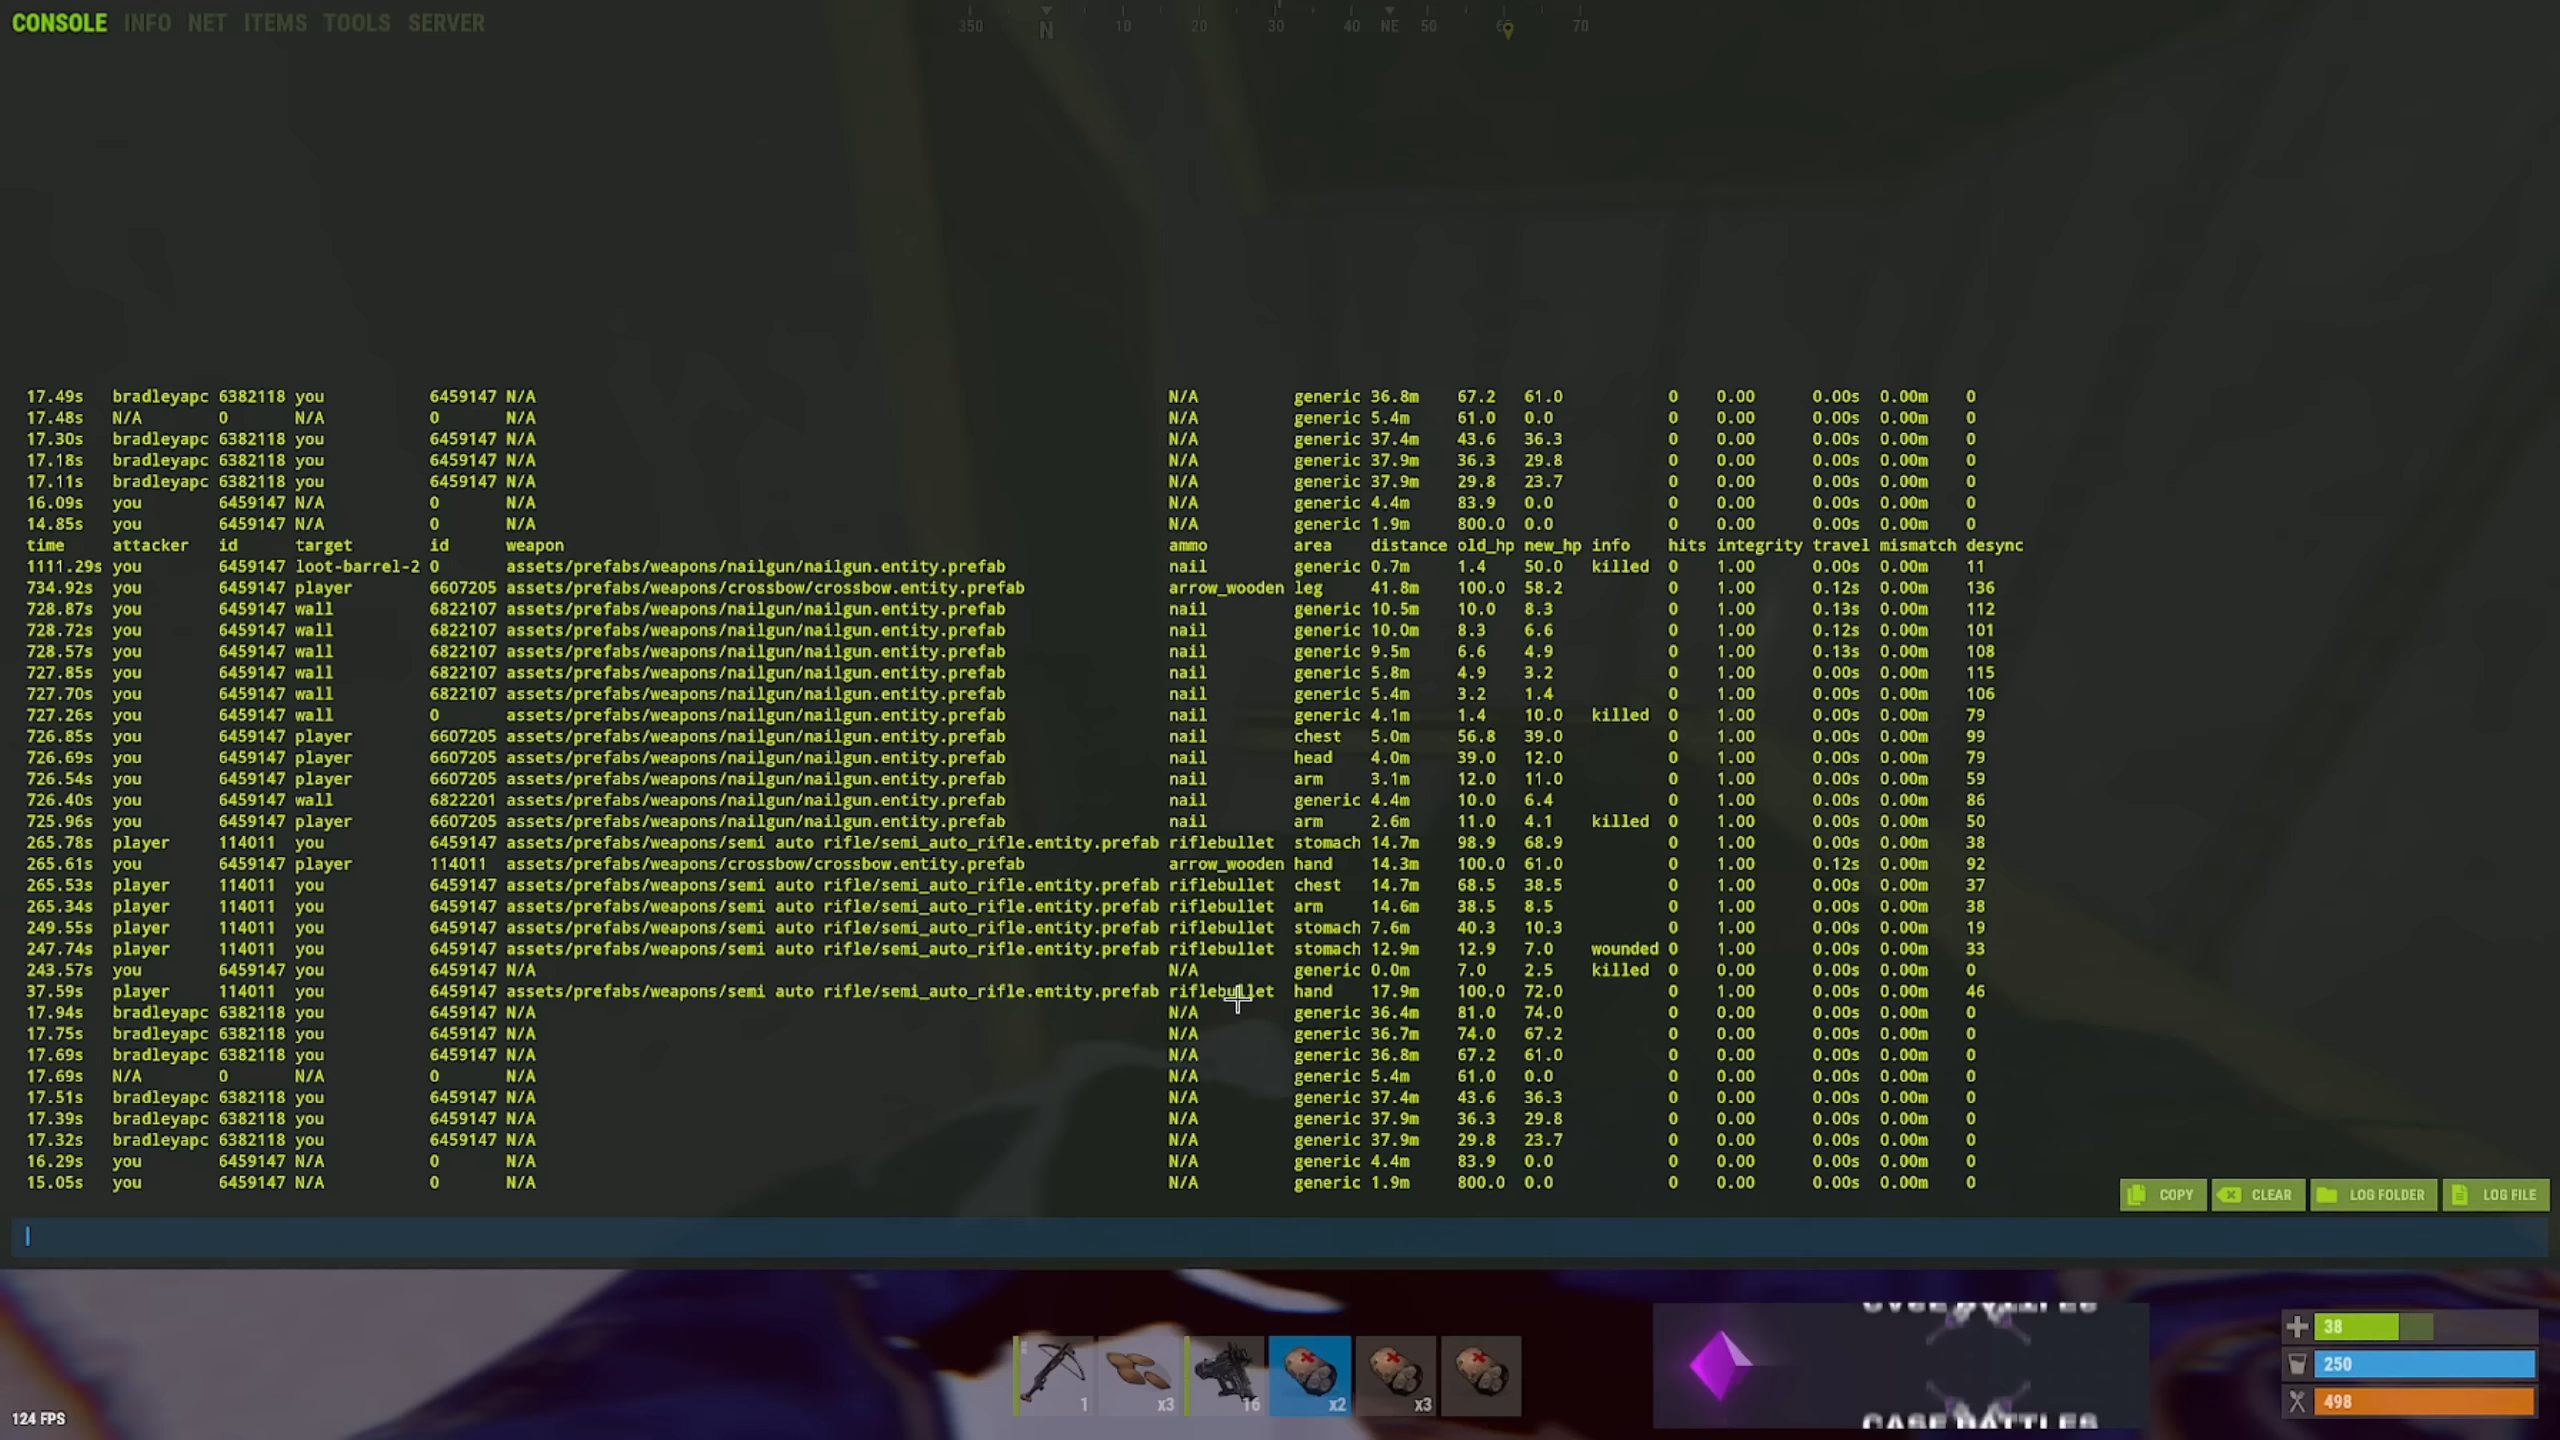 CONSOLE INFO NET ITEMS TOOLS SERVER
350 N 10 20 30 40 NE 50 70
17.49s bradleyapc 6382118 you 6459147 N/A N/A generic 36.8m 67.2 61.0 0 0.00 0.00s 0.00m 0
17.48s N/A 0 N/A 0 N/A N/A generic 5.4m 61.0 0.0 0 0.00 0.00s 0.00m 0
17.30s bradleyapc 6382118 you 6459147 N/A N/A generic 37.4m 43.6 36.3 0 0.00 0.00s 0.00m 0
17.18s bradleyapc 6382118 you 6459147 N/A N/A generic 37.9m 36.3 29.8 0 0.00 0.00s 0.00m 0
17.11s bradleyapc 6382118 you 6459147 N/A N/A generic 37.9m 29.8 23.7 0 0.00 0.00s 0.00m 0
16.09s you 6459147 N/A 0 N/A N/A generic 4.4m 83.9 0.0 0 0.00 0.00s 0.00m 0
14.85s you 6459147 N/A 0 N/A N/A generic 1.9m 800.0 0.0 0 0.00 0.00s 0.00m 0
time attacker id target id weapon ammo area distance old_hp new_hp info hits integrity travel mismatch desync
1111.29s you 6459147 loot-barrel-2 0 assets/prefabs/weapons/nailgun/nailgun.entity.prefab nail generic 0.7m 1.4 50.0 killed 0 1.00 0.00s 0.00m 11
734.92s you 6459147 player 6607205 assets/prefabs/weapons/crossbow/crossbow.entity.prefab arrow_wooden leg 41.8m 100.0 58.2 0 1.00 0.12s 0.00m 136
728.87s you 6459147 wall 6822107 assets/prefabs/weapons/nailgun/nailgun.entity.prefab nail generic 10.5m 10.0 8.3 0 1.00 0.13s 0.00m 112
728.72s you 6459147 wall 6822107 assets/prefabs/weapons/nailgun/nailgun.entity.prefab nail generic 10.0m 8.3 6.6 0 1.00 0.12s 0.00m 101
728.57s you 6459147 wall 6822107 assets/prefabs/weapons/nailgun/nailgun.entity.prefab nail generic 9.5m 6.6 4.9 0 1.00 0.13s 0.00m 108
727.85s you 6459147 wall 6822107 assets/prefabs/weapons/nailgun/nailgun.entity.prefab nail generic 5.8m 4.9 3.2 0 1.00 0.00s 0.00m 115
727.70s you 6459147 wall 6822107 assets/prefabs/weapons/nailgun/nailgun.entity.prefab nail generic 5.4m 3.2 1.4 0 1.00 0.00s 0.00m 106
727.26s you 6459147 wall 0 assets/prefabs/weapons/nailgun/nailgun.entity.prefab nail generic 4.1m 1.4 10.0 killed 0 1.00 0.00s 0.00m 79
726.85s you 6459147 player 6607205 assets/prefabs/weapons/nailgun/nailgun.entity.prefab nail chest 5.0m 56.8 39.0 0 1.00 0.00s 0.00m 99
726.69s you 6459147 player 6607205 assets/prefabs/weapons/nailgun/nailgun.entity.prefab nail head 4.0m 39.0 12.0 0 1.00 0.00s 0.00m 79
726.54s you 6459147 player 6607205 assets/prefabs/weapons/nailgun/nailgun.entity.prefab nail arm 3.1m 12.0 11.0 0 1.00 0.00s 0.00m 59
726.40s you 6459147 wall 6822201 assets/prefabs/weapons/nailgun/nailgun.entity.prefab nail generic 4.4m 10.0 6.4 0 1.00 0.00s 0.00m 86
725.96s you 6459147 player 6607205 assets/prefabs/weapons/nailgun/nailgun.entity.prefab nail arm 2.6m 11.0 4.1 killed 0 1.00 0.00s 0.00m 50
265.78s player 114011 you 6459147 assets/prefabs/weapons/semi auto rifle/semi_auto_rifle.entity.prefab riflebullet stomach 14.7m 98.9 68.9 0 1.00 0.00s 0.00m 38
265.61s you 6459147 player 114011 assets/prefabs/weapons/crossbow/crossbow.entity.prefab arrow_wooden hand 14.3m 100.0 61.0 0 1.00 0.12s 0.00m 92
265.53s player 114011 you 6459147 assets/prefabs/weapons/semi auto rifle/semi_auto_rifle.entity.prefab riflebullet chest 14.7m 68.5 38.5 0 1.00 0.00s 0.00m 37
265.34s player 114011 you 6459147 assets/prefabs/weapons/semi auto rifle/semi_auto_rifle.entity.prefab riflebullet arm 14.6m 38.5 8.5 0 1.00 0.00s 0.00m 38
249.55s player 114011 you 6459147 assets/prefabs/weapons/semi auto rifle/semi_auto_rifle.entity.prefab riflebullet stomach 7.6m 40.3 10.3 0 1.00 0.00s 0.00m 19
247.74s player 114011 you 6459147 assets/prefabs/weapons/semi auto rifle/semi_auto_rifle.entity.prefab riflebullet stomach 12.9m 12.9 7.0 wounded 0 1.00 0.00s 0.00m 33
243.57s you 6459147 you 6459147 N/A N/A generic 0.0m 7.0 2.5 killed 0 0.00 0.00s 0.00m 0
37.59s player 114011 you 6459147 assets/prefabs/weapons/semi auto rifle/semi_auto_rifle.entity.prefab riflebullet hand 17.9m 100.0 72.0 0 1.00 0.00s 0.00m 46
17.94s bradleyapc 6382118 you 6459147 N/A N/A generic 36.4m 81.0 74.0 0 0.00 0.00s 0.00m 0
17.75s bradleyapc 6382118 you 6459147 N/A N/A generic 36.7m 74.0 67.2 0 0.00 0.00s 0.00m 0
17.69s bradleyapc 6382118 you 6459147 N/A N/A generic 36.8m 67.2 61.0 0 0.00 0.00s 0.00m 0
17.69s N/A 0 N/A 0 N/A N/A generic 5.4m 61.0 0.0 0 0.00 0.00s 0.00m 0
17.51s bradleyapc 6382118 you 6459147 N/A N/A generic 37.4m 43.6 36.3 0 0.00 0.00s 0.00m 0
17.39s bradleyapc 6382118 you 6459147 N/A N/A generic 37.9m 36.3 29.8 0 0.00 0.00s 0.00m 0
17.32s bradleyapc 6382118 you 6459147 N/A N/A generic 37.9m 29.8 23.7 0 0.00 0.00s 0.00m 0
16.29s you 6459147 N/A 0 N/A N/A generic 4.4m 83.9 0.0 0 0.00 0.00s 0.00m 0
15.05s you 6459147 N/A 0 N/A N/A generic 1.9m 800.0 0.0 0 0.00 0.00s 0.00m 0
COPY CLEAR LOG FOLDER LOG FILE
38
250
498
1 x3 16 x2 x3
CASE BATTLES
124 FPS